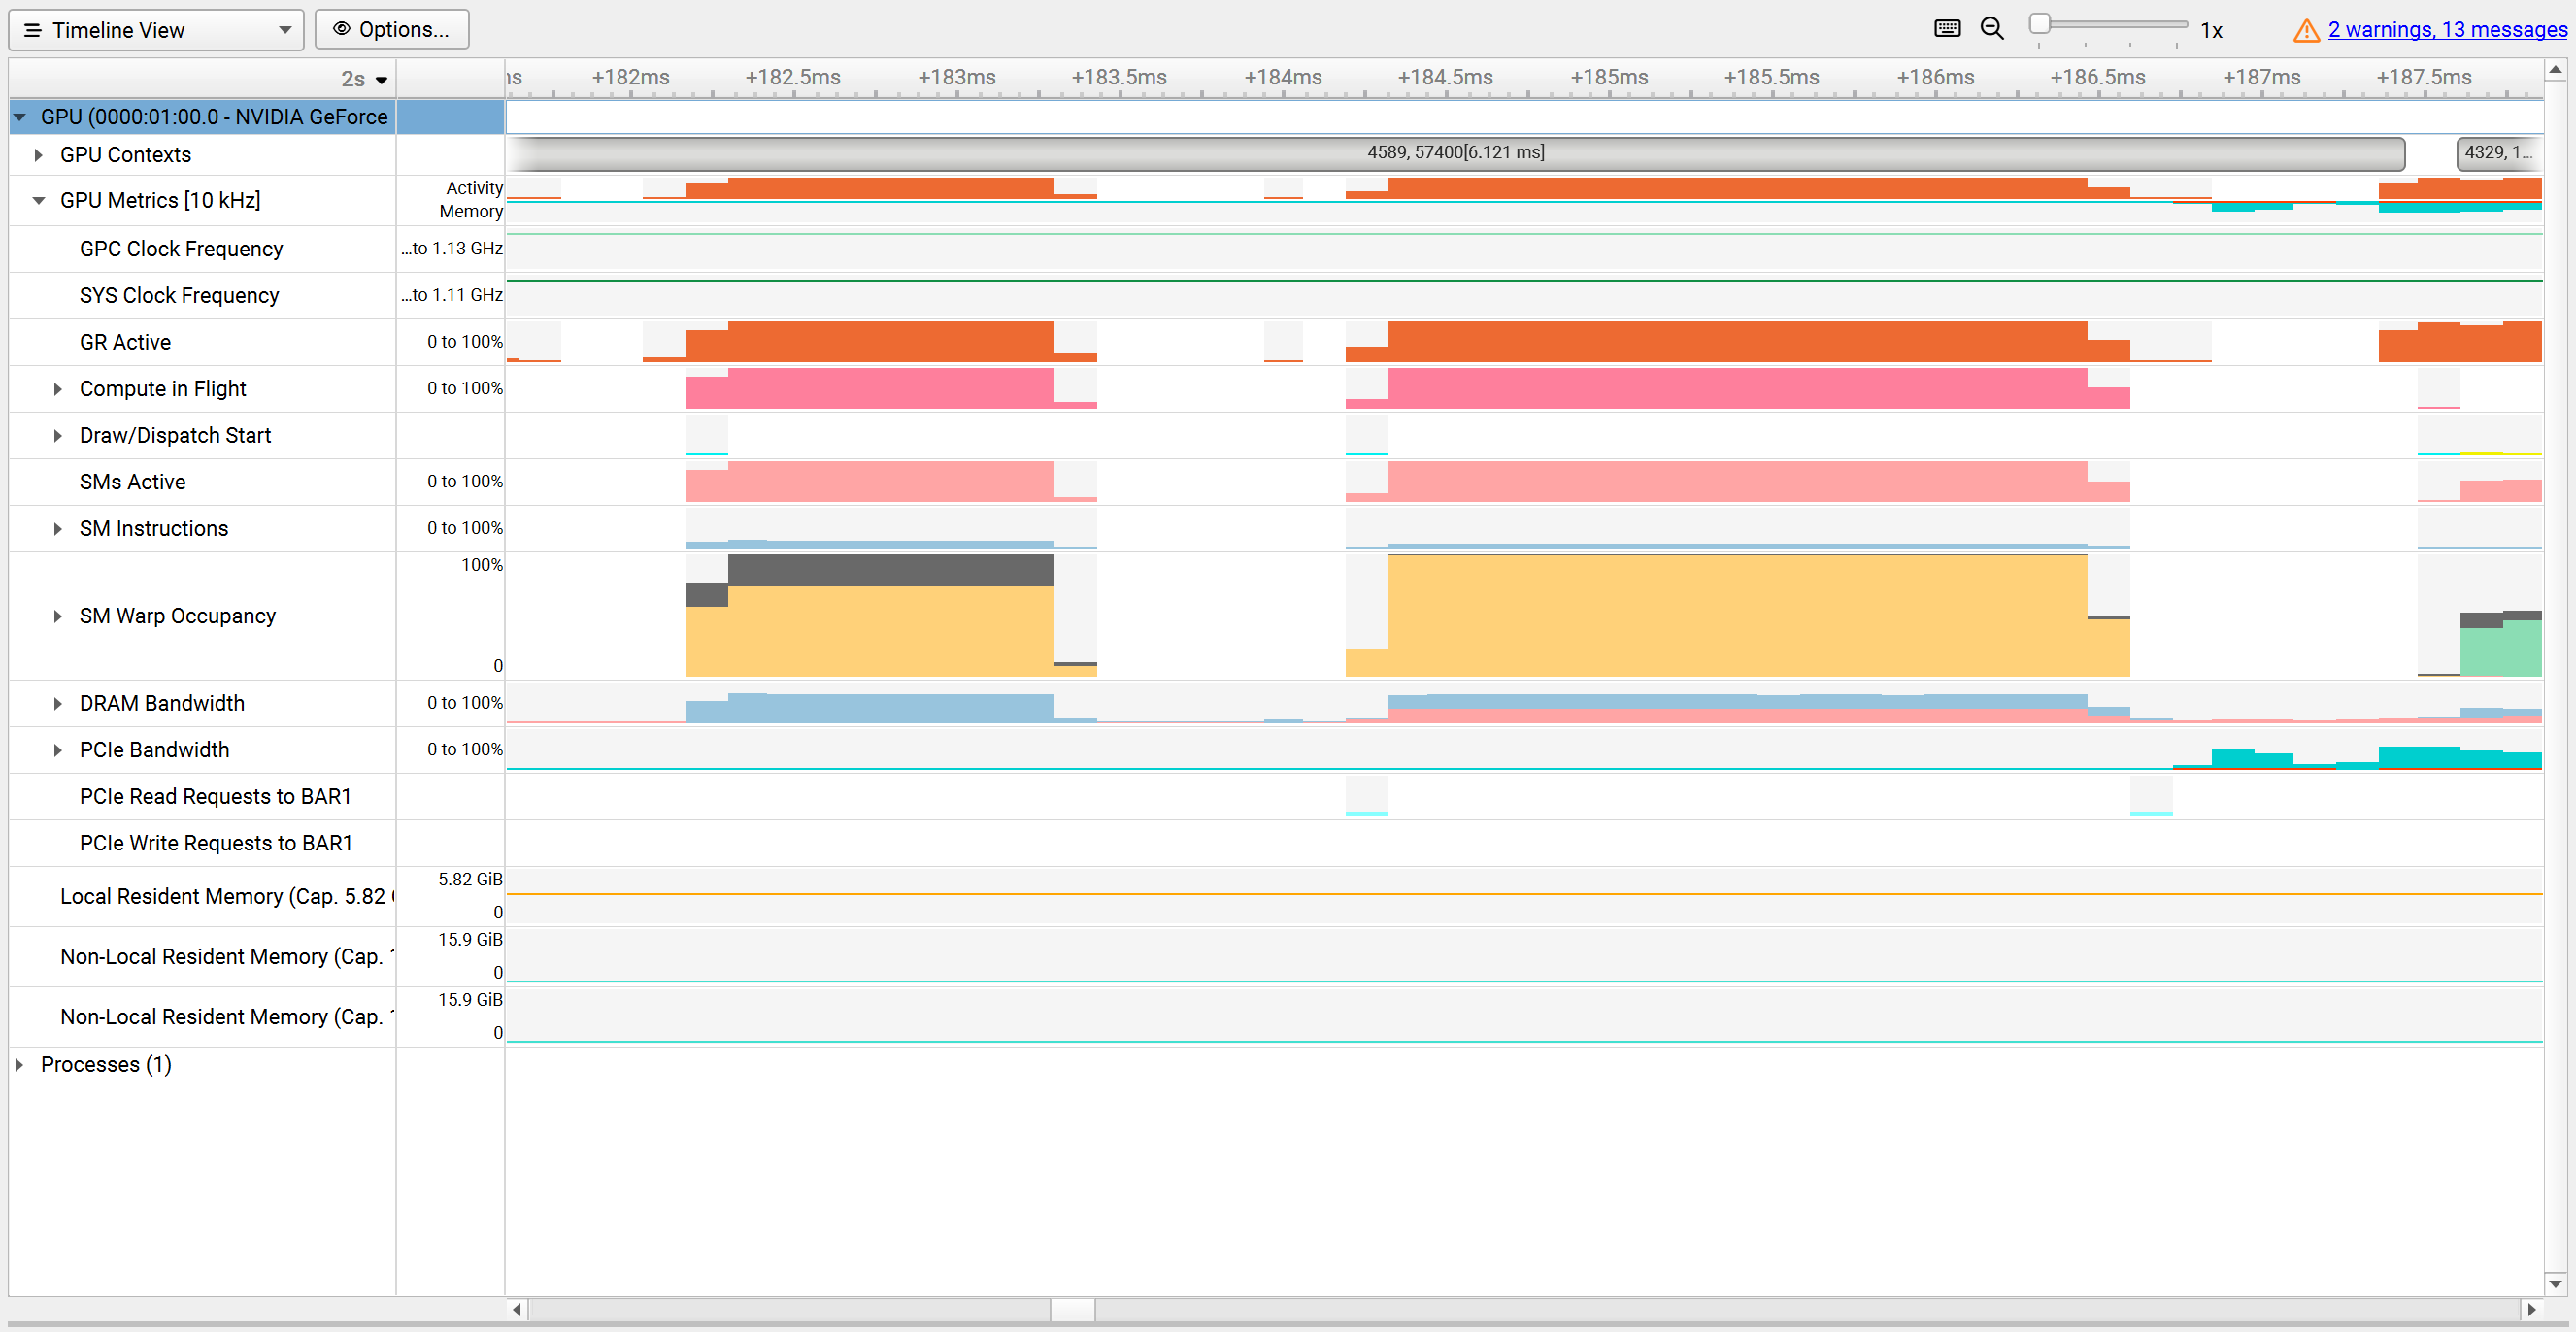 Timeline View Options... 1x 2 warnings, 13 messages
2s ns +182ms +182.5ms +183ms +183.5ms +184ms +184.5ms +185ms +185.5ms +186ms +186.5ms +187ms +187.5ms
GPU (0000:01:00.0 - NVIDIA GeForce
GPU Contexts 4589, 57400[6.121 ms] 4329, 1...
GPU Metrics [10 kHz] Activity
Memory
GPC Clock Frequency ...to 1.13 GHz
SYS Clock Frequency ...to 1.11 GHz
GR Active 0 to 100%
Compute in Flight 0 to 100%
Draw/Dispatch Start
SMs Active 0 to 100%
SM Instructions 0 to 100%
100%
SM Warp Occupancy
0
DRAM Bandwidth 0 to 100%
PCIe Bandwidth 0 to 100%
PCIe Read Requests to BAR1
PCIe Write Requests to BAR1
5.82 GiB
Local Resident Memory (Cap. 5.82
0
15.9 GiB
Non-Local Resident Memory (Cap.
0
15.9 GiB
Non-Local Resident Memory (Cap.
0
Processes (1)